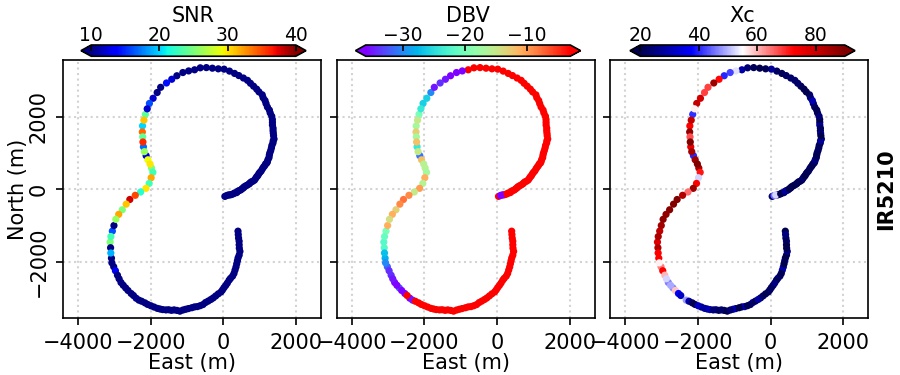 SNR DBV Xc
10 20 30 40 −30 −20 −10 20 40 60 80
North (m)
2000
0
−2000
IR5210
−4000 −2000 0 2000 −4000 −2000 0 2000 −4000 −2000 0 2000
East (m) East (m) East (m)